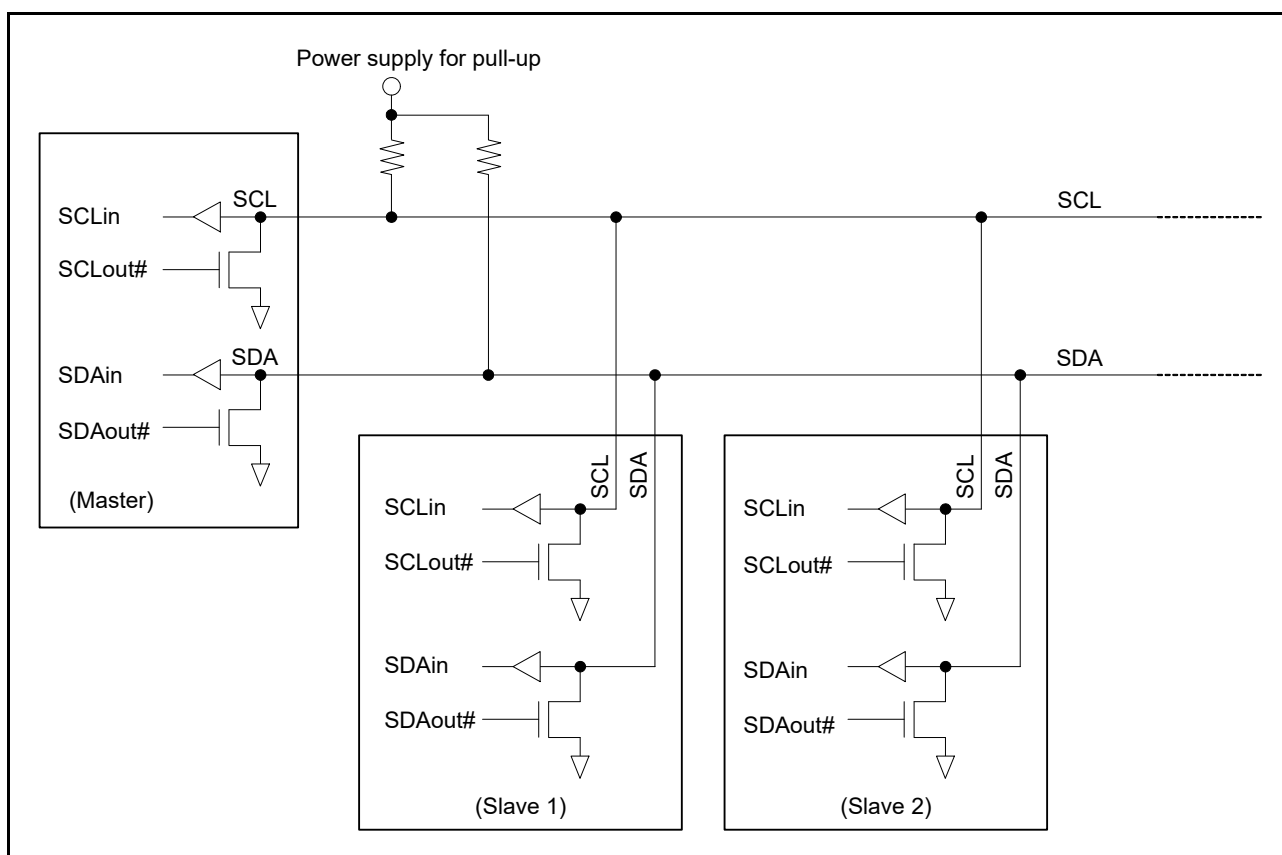 Power supply for pull-up
SCL
SCLin
SCL
SCLout#
SDA
SDAin
SDA
SDAout#
(Master)
SCL
SDA
SCLin
SCLout#
SDAin
SDAout#
(Slave 1)
SCL
SDA
SCLin
SCLout#
SDAin
SDAout#
(Slave 2)